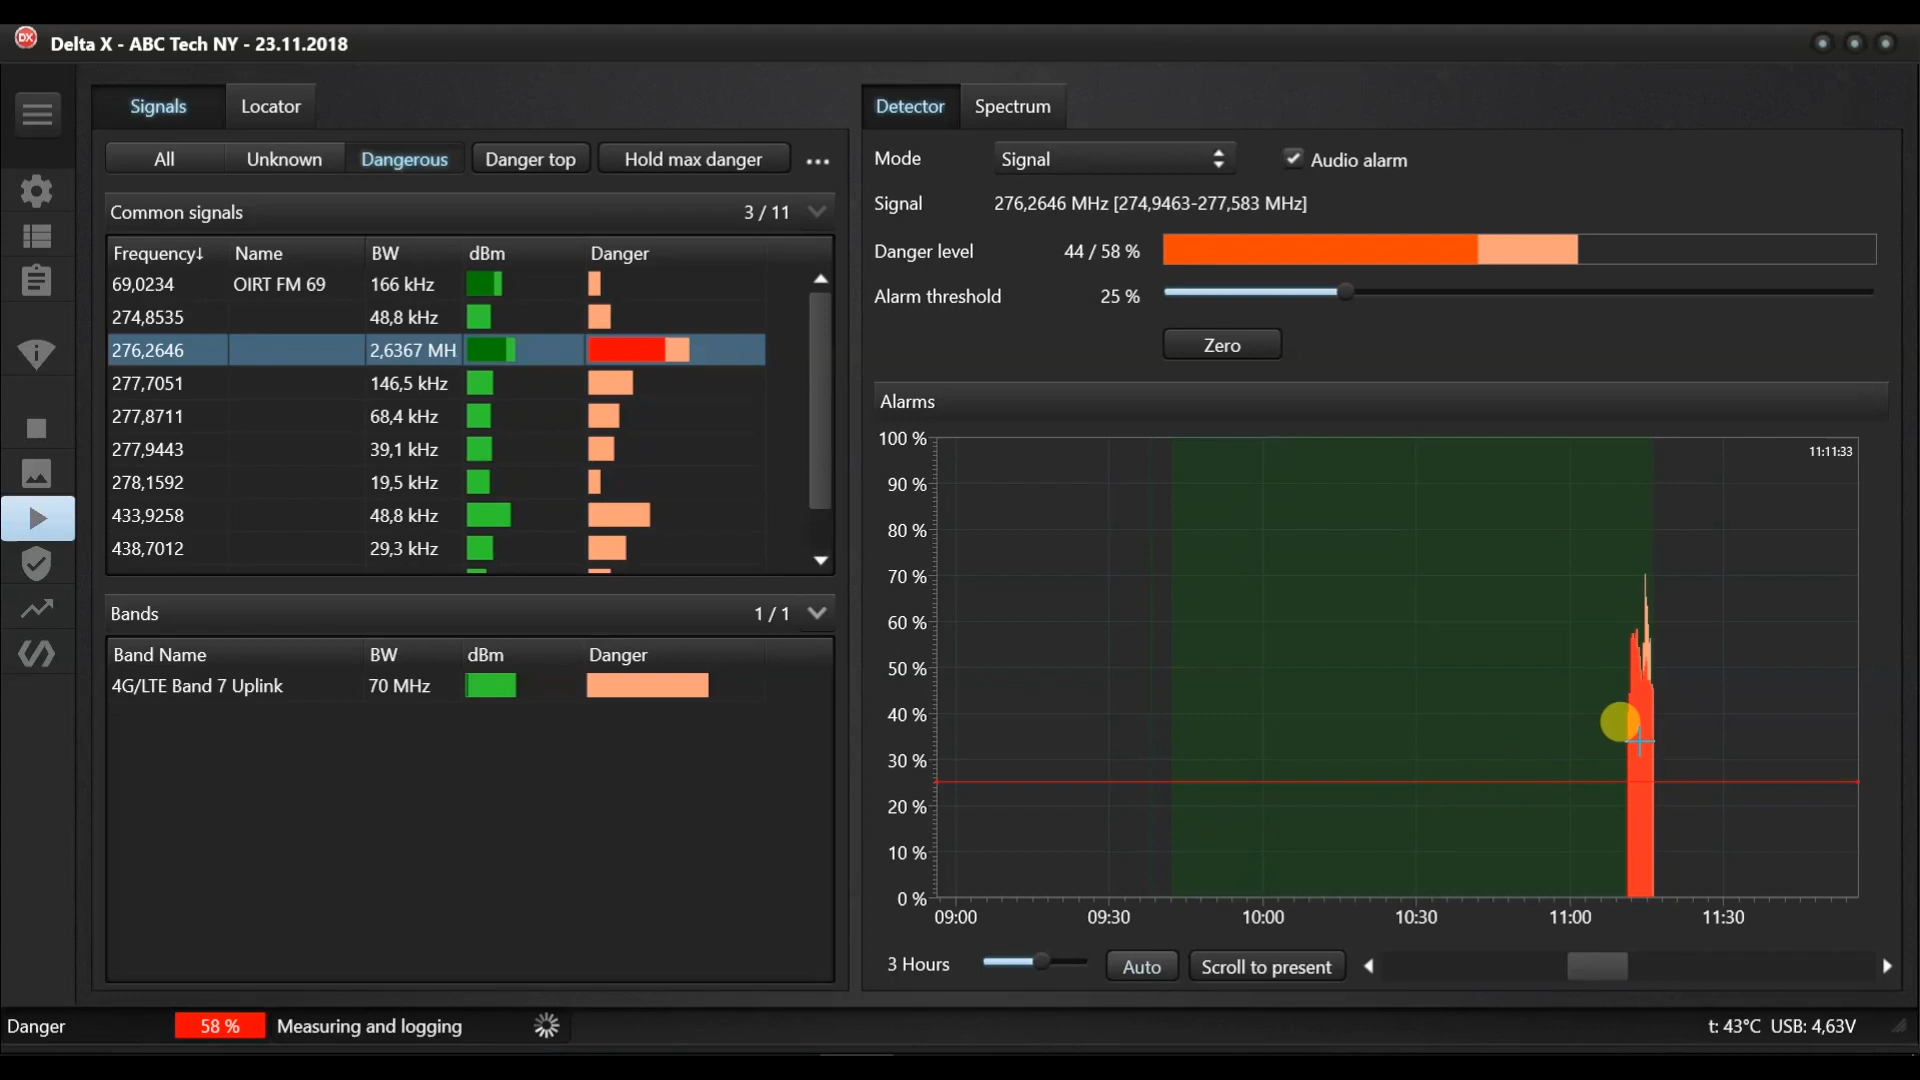 DX Delta X - ABC Tech NY - 23.11.2018
Signals Locator
All Unknown Dangerous Danger top Hold max danger ...
Common signals 3 / 11
Frequency↓ Name BW dBm Danger
69,0234 OIRT FM 69 166 kHz
274,8535 48,8 kHz
276,2646 2,6367 MH
277,7051 146,5 kHz
277,8711 68,4 kHz
277,9443 39,1 kHz
278,1592 19,5 kHz
433,9258 48,8 kHz
438,7012 29,3 kHz
Bands 1 / 1
Band Name BW dBm Danger
4G/LTE Band 7 Uplink 70 MHz
Detector Spectrum
Mode Signal Audio alarm
Signal 276,2646 MHz [274,9463-277,583 MHz]
Danger level 44 / 58 %
Alarm threshold 25 %
Zero
Alarms
11:11:33
100 %
90 %
80 %
70 %
60 %
50 %
40 %
30 %
20 %
10 %
0 %
09:00 09:30 10:00 10:30 11:00 11:30
3 Hours Auto Scroll to present
Danger 58 % Measuring and logging t: 43°C USB: 4,63V